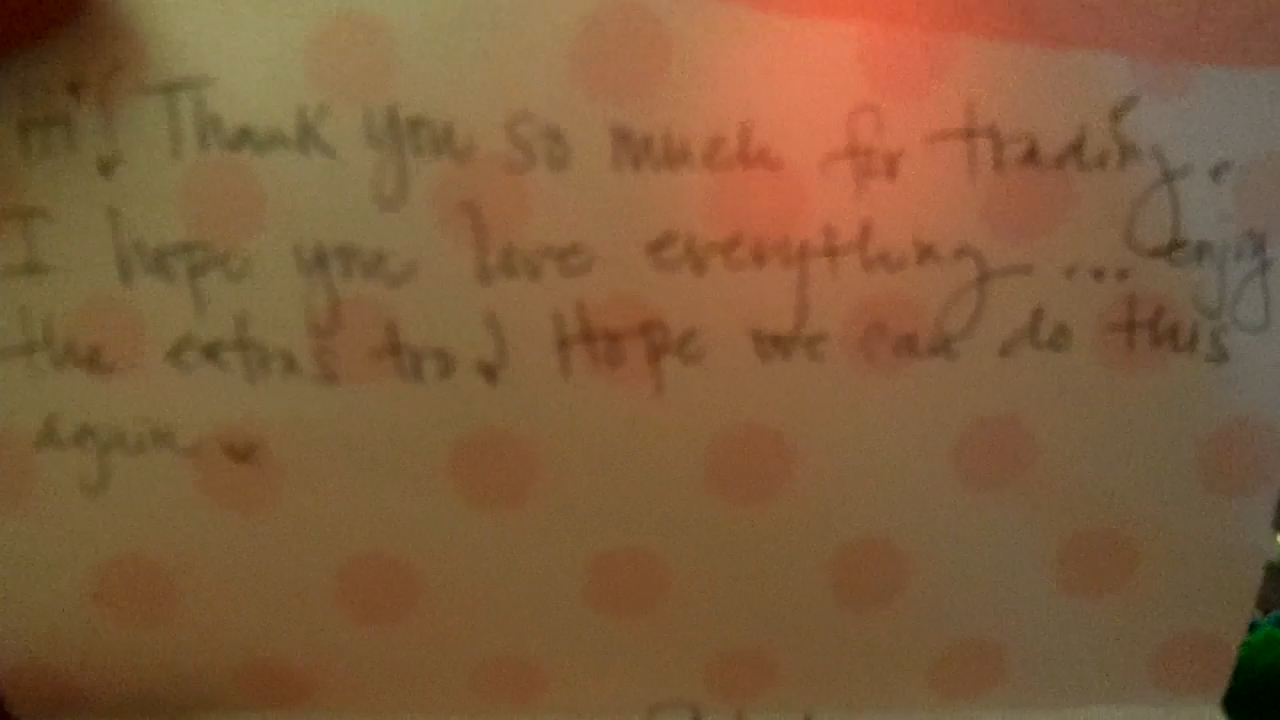 Hi! Thank you so much for trading.
I hope you love everything... enjoy
the extras too! Hope we can do this
again